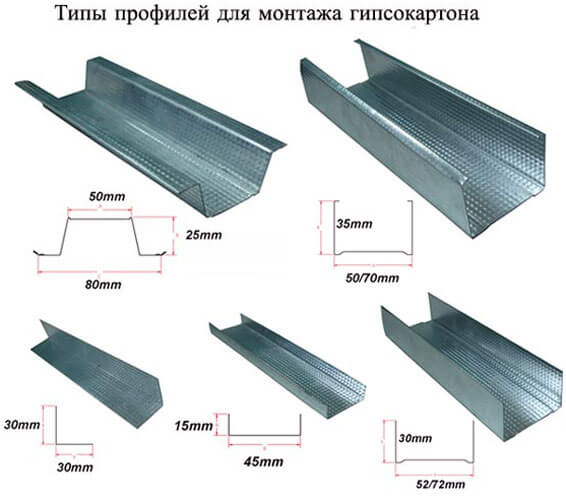 Типы профилей для монтажа гипсокартона
50mm
25mm
80mm
35mm
50/70mm
30mm
30mm
15mm
45mm
30mm
52/72mm